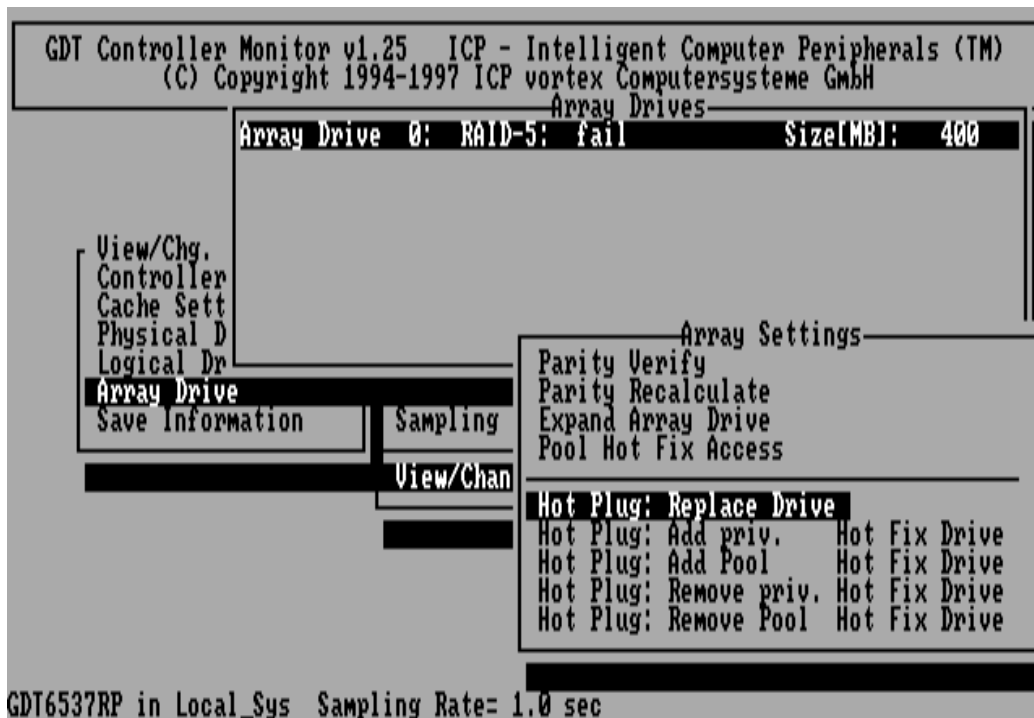 GDT Controller Monitor v1.25 ICP - Intelligent Computer Peripherals (TM)
(C) Copyright 1994-1997 ICP vortex Computersysteme GmbH
Array Drives
Array Drive 0: RAID-5: fail Size[MB]: 400
View/Chg.
Controller
Cache Sett
Physical D
Logical Dr
Array Drive
Save Information
Sampling
View/Chan
Array Settings
Parity Verify
Parity Recalculate
Expand Array Drive
Pool Hot Fix Access
Hot Plug: Replace Drive
Hot Plug: Add priv. Hot Fix Drive
Hot Plug: Add Pool Hot Fix Drive
Hot Plug: Remove priv. Hot Fix Drive
Hot Plug: Remove Pool Hot Fix Drive
GDT6537RP in Local_Sys Sampling Rate= 1.0 sec